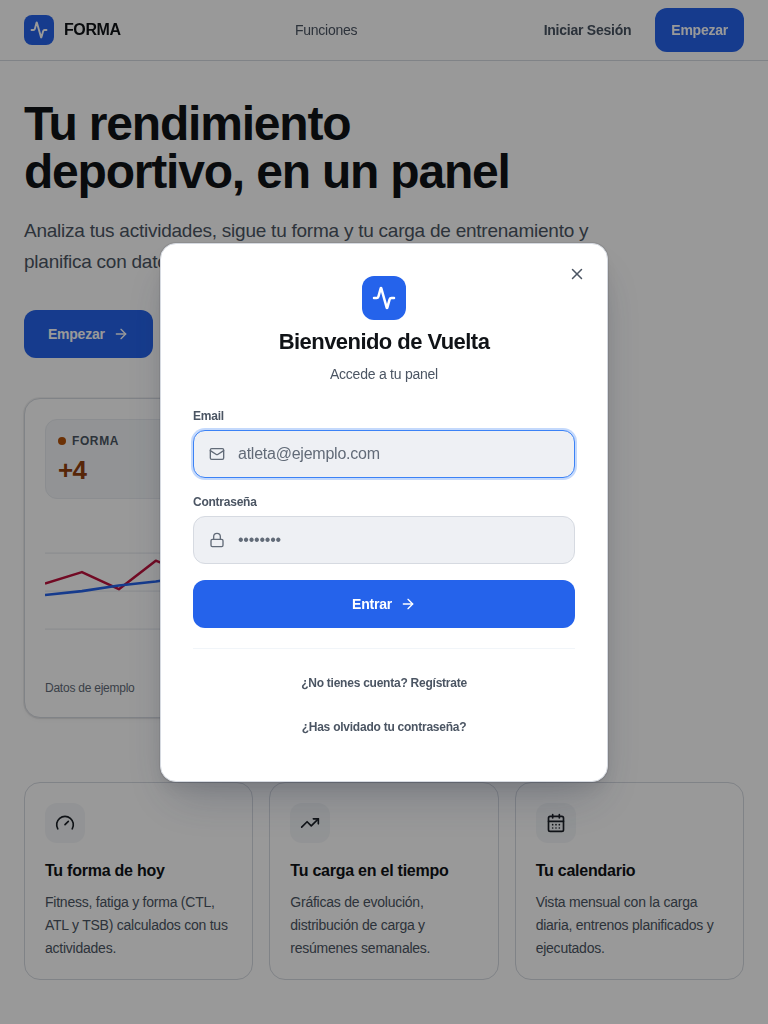 FORMA
Funciones
Iniciar Sesión
Empezar
Tu rendimiento
deportivo, en un panel
Analiza tus actividades, sigue tu forma y tu carga de entrenamiento y
planifica con
Empezar
FORMA
+4
Datos de ejemplo
Bienvenido de Vuelta
Accede a tu panel
Email
atleta@ejemplo.com
Contraseña
••••••••
Entrar
¿No tienes cuenta? Regístrate
¿Has olvidado tu contraseña?
Tu forma de hoy
Fitness, fatiga y forma (CTL,
ATL y TSB) calculados con tus
actividades.
Tu carga en el tiempo
Gráficas de evolución,
distribución de carga y
resúmenes semanales.
Tu calendario
Vista mensual con la carga
diaria, entrenos planificados y
ejecutados.